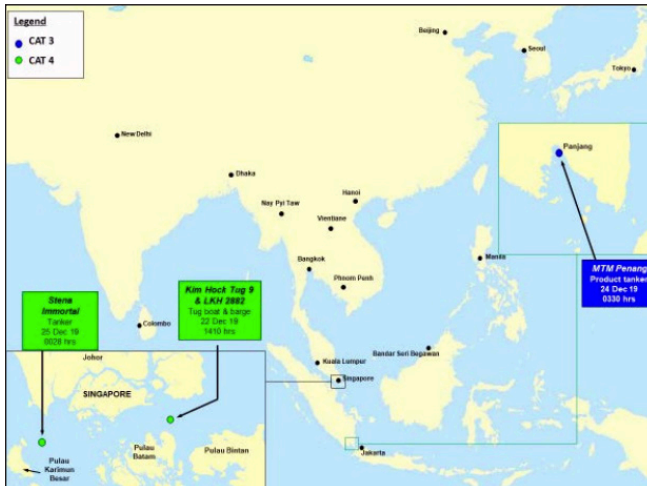 Legend
CAT 3
CAT 4
Beijing
Seoul
Tokyo
New Delhi
Panjang
Dhaka
Hanoi
Nay Pyi Taw
Vientiane
Manila
Bangkok
Phnom Penh
MTM Penang
Product tanker
24 Dec 19
0330 hrs
Kim Hock Tug 9
& LKH 2882
Tug boat & barge
22 Dec 19
1410 hrs
Stena
Immortal
Tanker
25 Dec 19
0028 hrs
Colombo
Bandar Seri Begawan
Kuala Lumpur
Singapore
Johor
SINGAPORE
Pulau
Batam
Pulau Bintan
Pulau
Karimun
Besar
Jakarta